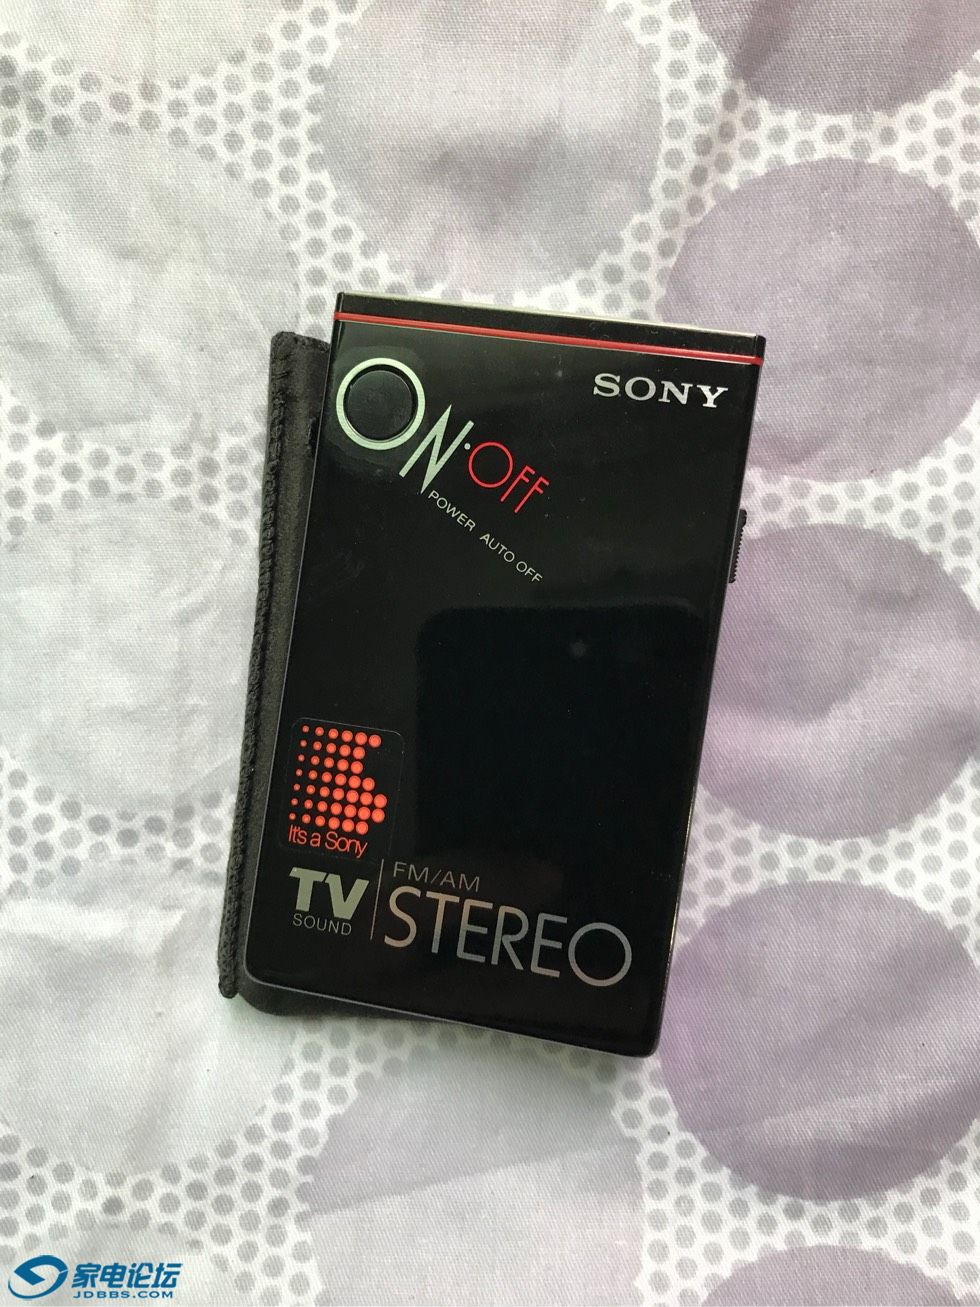 SONY
ON·OFF
POWER AUTO OFF
It's a Sony
TV
SOUND
FM/AM
STEREO
家电论坛
JDBBS.COM